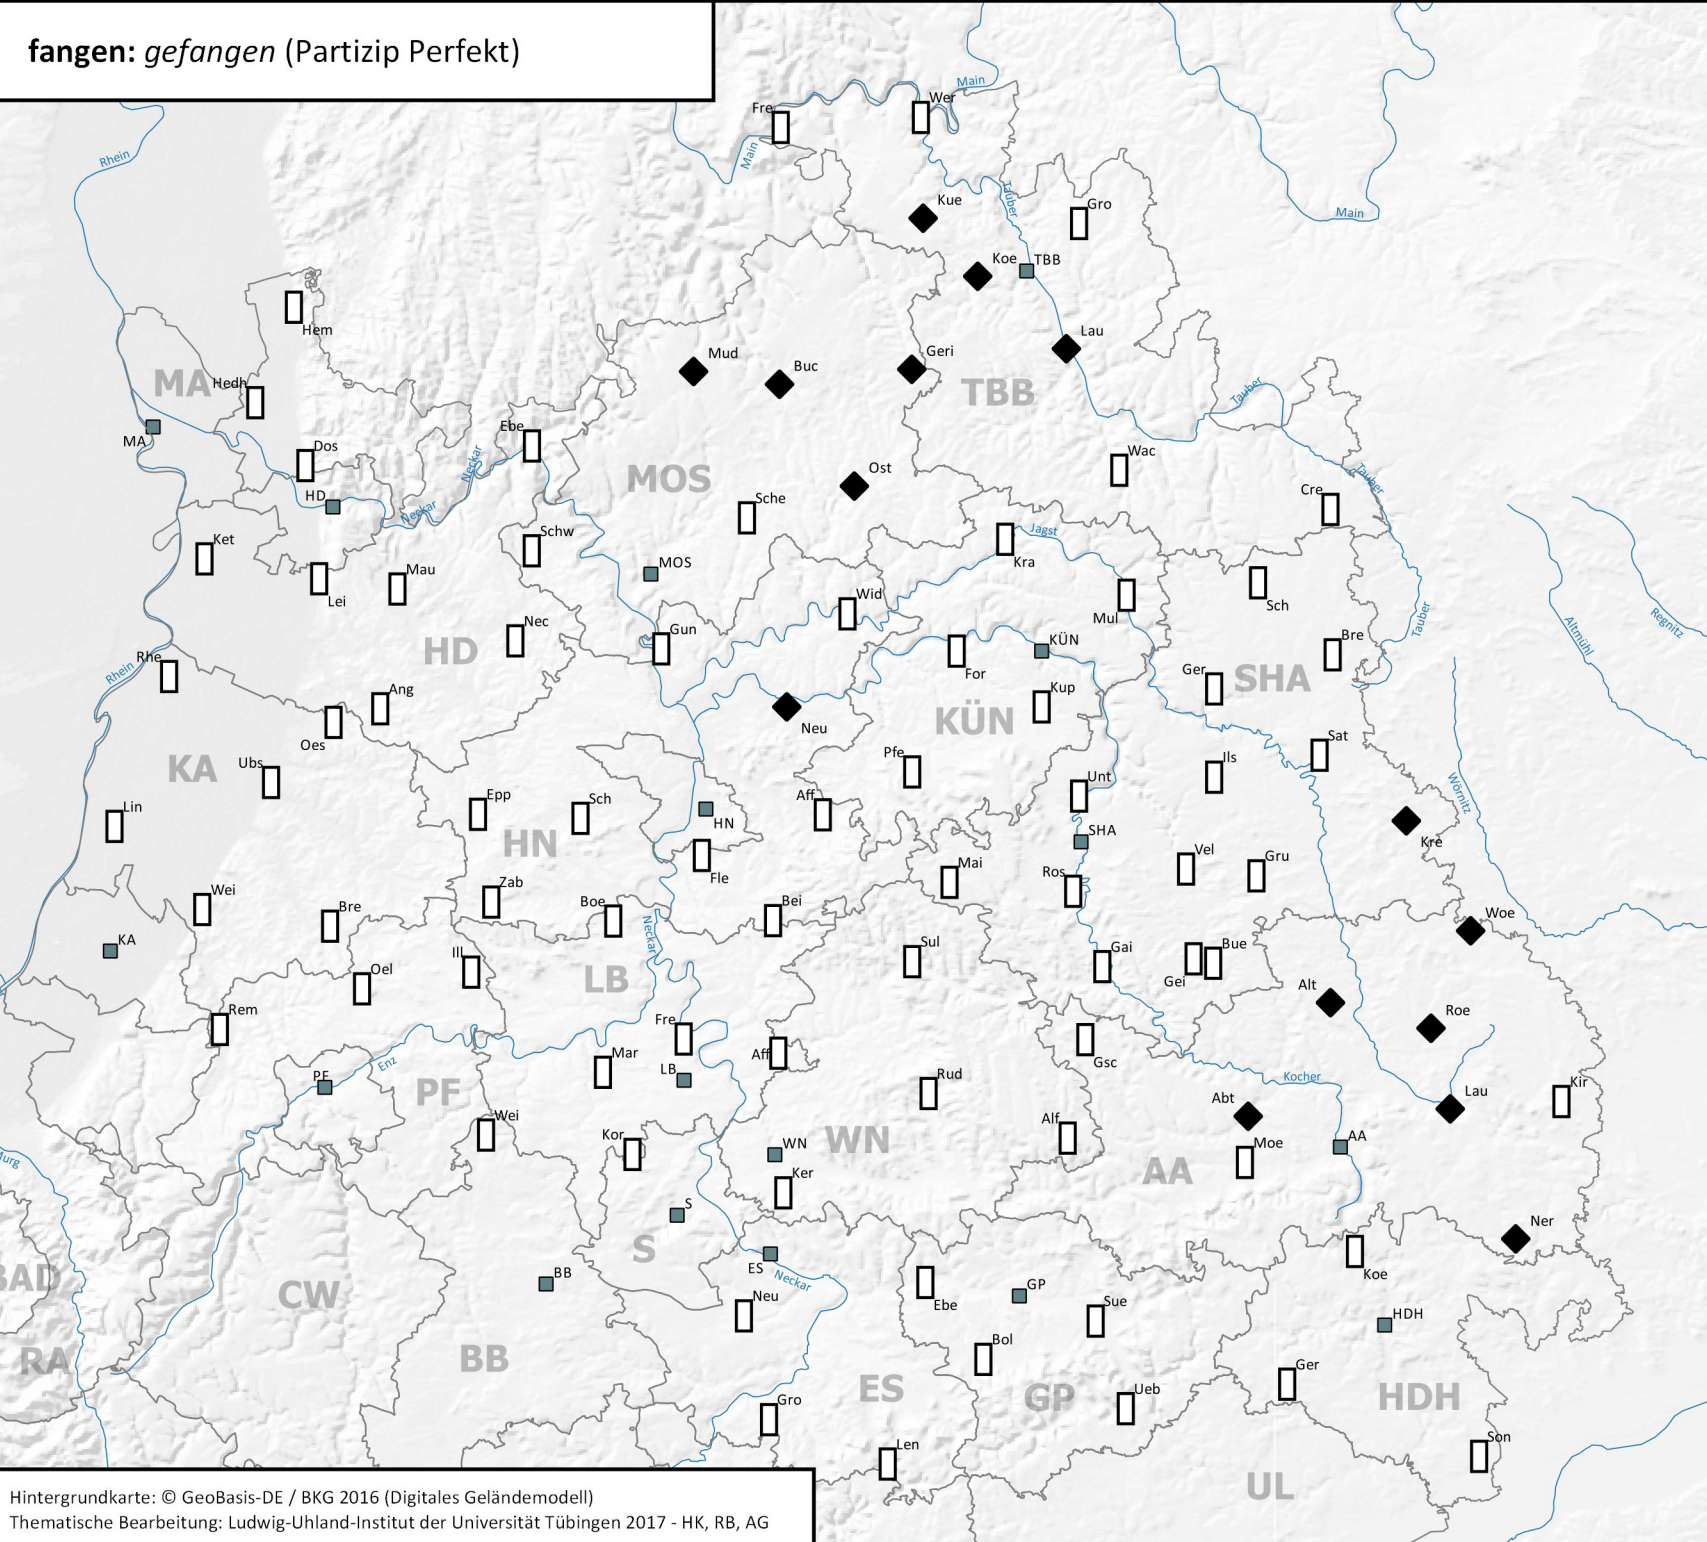 fangen: gefangen (Partizip Perfekt)
Main
Wer
Fre
Main
Rhein
Tauber
Kue
Gro
Main
Koe
TBB
Hem
Lau
Mud
Geri
Buc
MA
Hedh
TBB
Tauber
Ebe
MA
Dos
Neckar
Wac
MOS
Ost
Tauber
HD
Sche
Cre
Neckar
Jagst
Ket
Schw
Kra
MOS
Mau
Lei
Wid
Sch
Mul
Altmühl
Regnitz
Tauber
Nec
Gun
KÜN
Bre
HD
Rhe
Rhein
For
Ger
SHA
Ang
Kup
KÜN
Neu
Oes
Sat
Ubs
KA
Pfe
Ils
Unt
Wörnitz
Lin
Epp
Sch
Aff
HN
SHA
HN
Kre
Vel
Gru
Mai
Fle
Ros
Zab
Wei
Boe
Bei
Bre
Woe
KA
Neckar
Sul
Gai
Bue
Ill
Oel
LB
Gei
Alt
Rem
Fre
Roe
Mar
Aff
Gsc
Enz
LB
PF
Rud
Kocher
Kir
PF
Abt
Lau
Wei
Alf
Kor
WN
WN
Moe
AA
Murg
Ker
AA
S
Ner
S
ES
BB
Neckar
BAD
CW
Koe
Neu
Ebe
GP
Sue
HDH
Bol
RA
BB
Ger
ES
GP
Ueb
HDH
Gro
Len
Son
UL
Hintergrundkarte: © GeoBasis-DE / BKG 2016 (Digitales Geländemodell)
Thematische Bearbeitung: Ludwig-Uhland-Institut der Universität Tübingen 2017 - HK, RB, AG